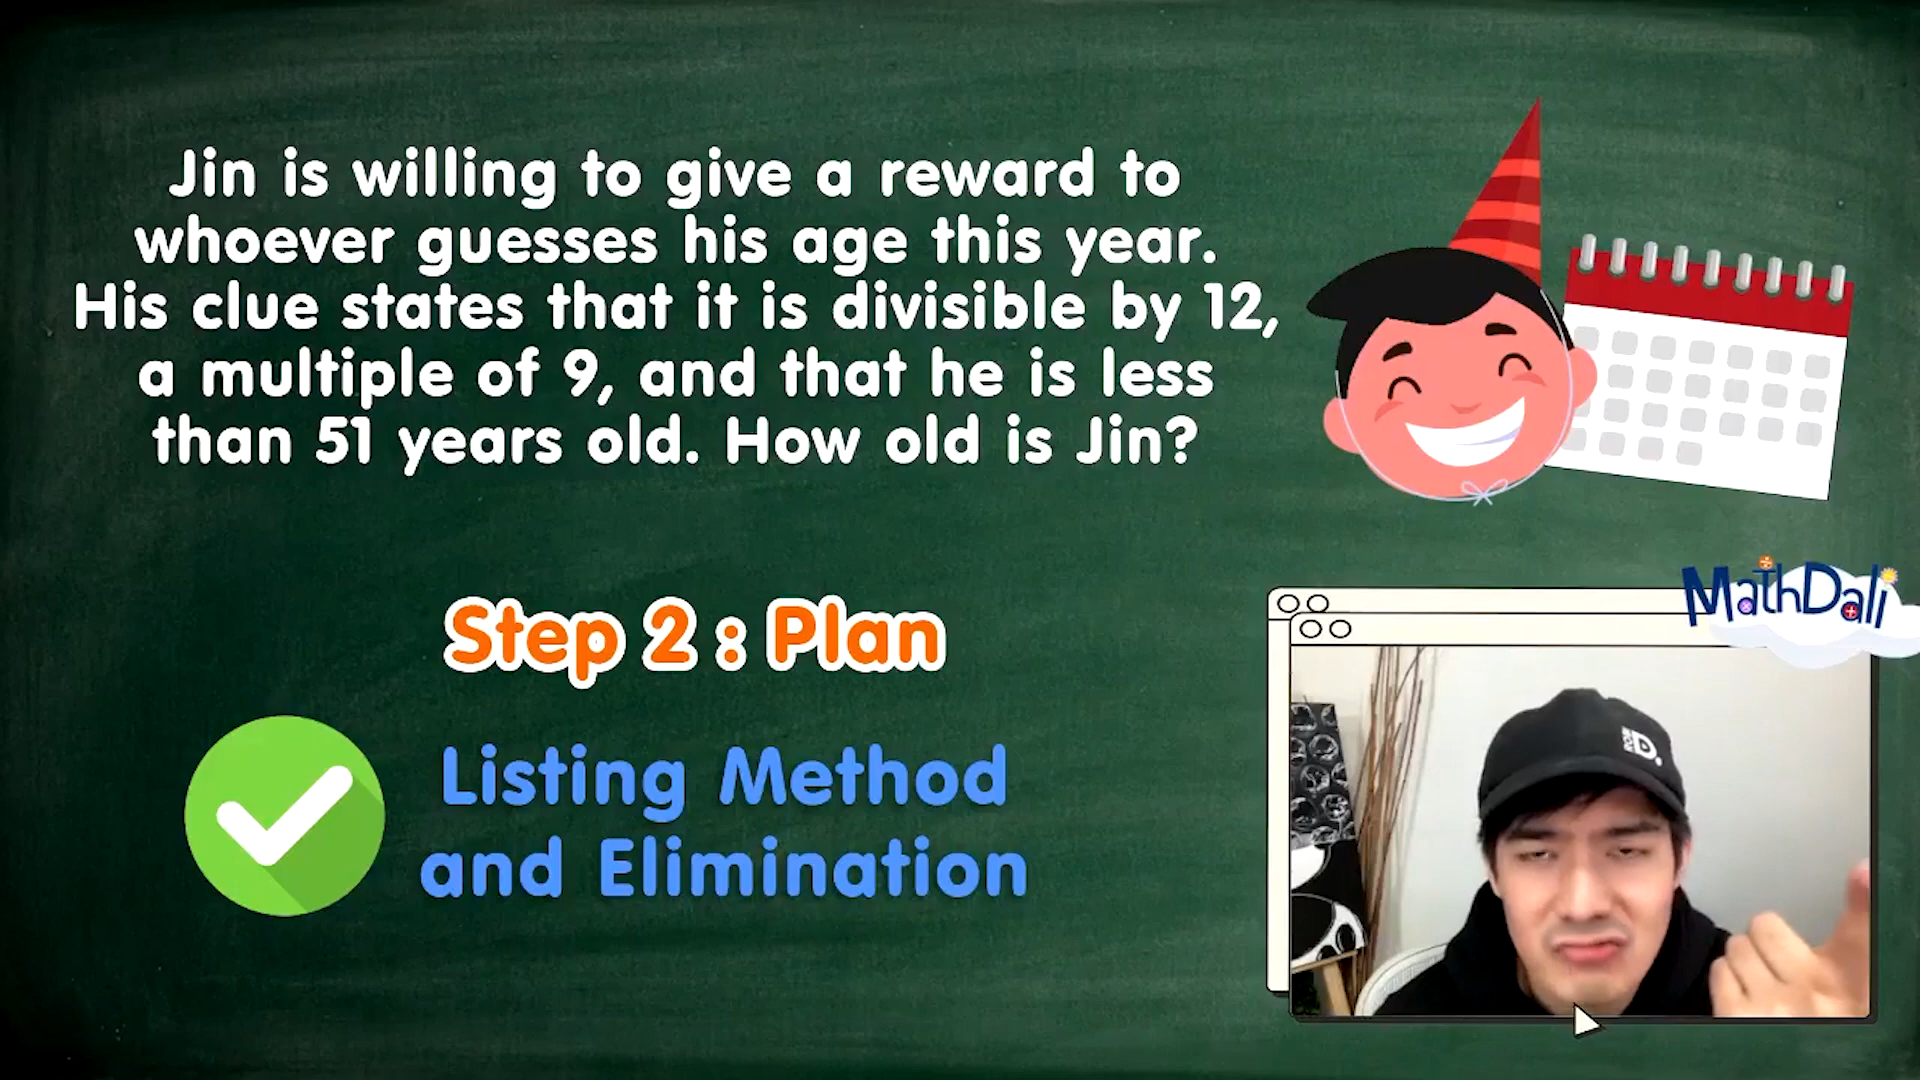 Jin is willing to give a reward to
whoever guesses his age this year.
His clue states that it is divisible by 12,
a multiple of 9, and that he is less
than 51 years old. How old is Jin?
Step 2 : Plan
Listing Method
and Elimination
MathDali